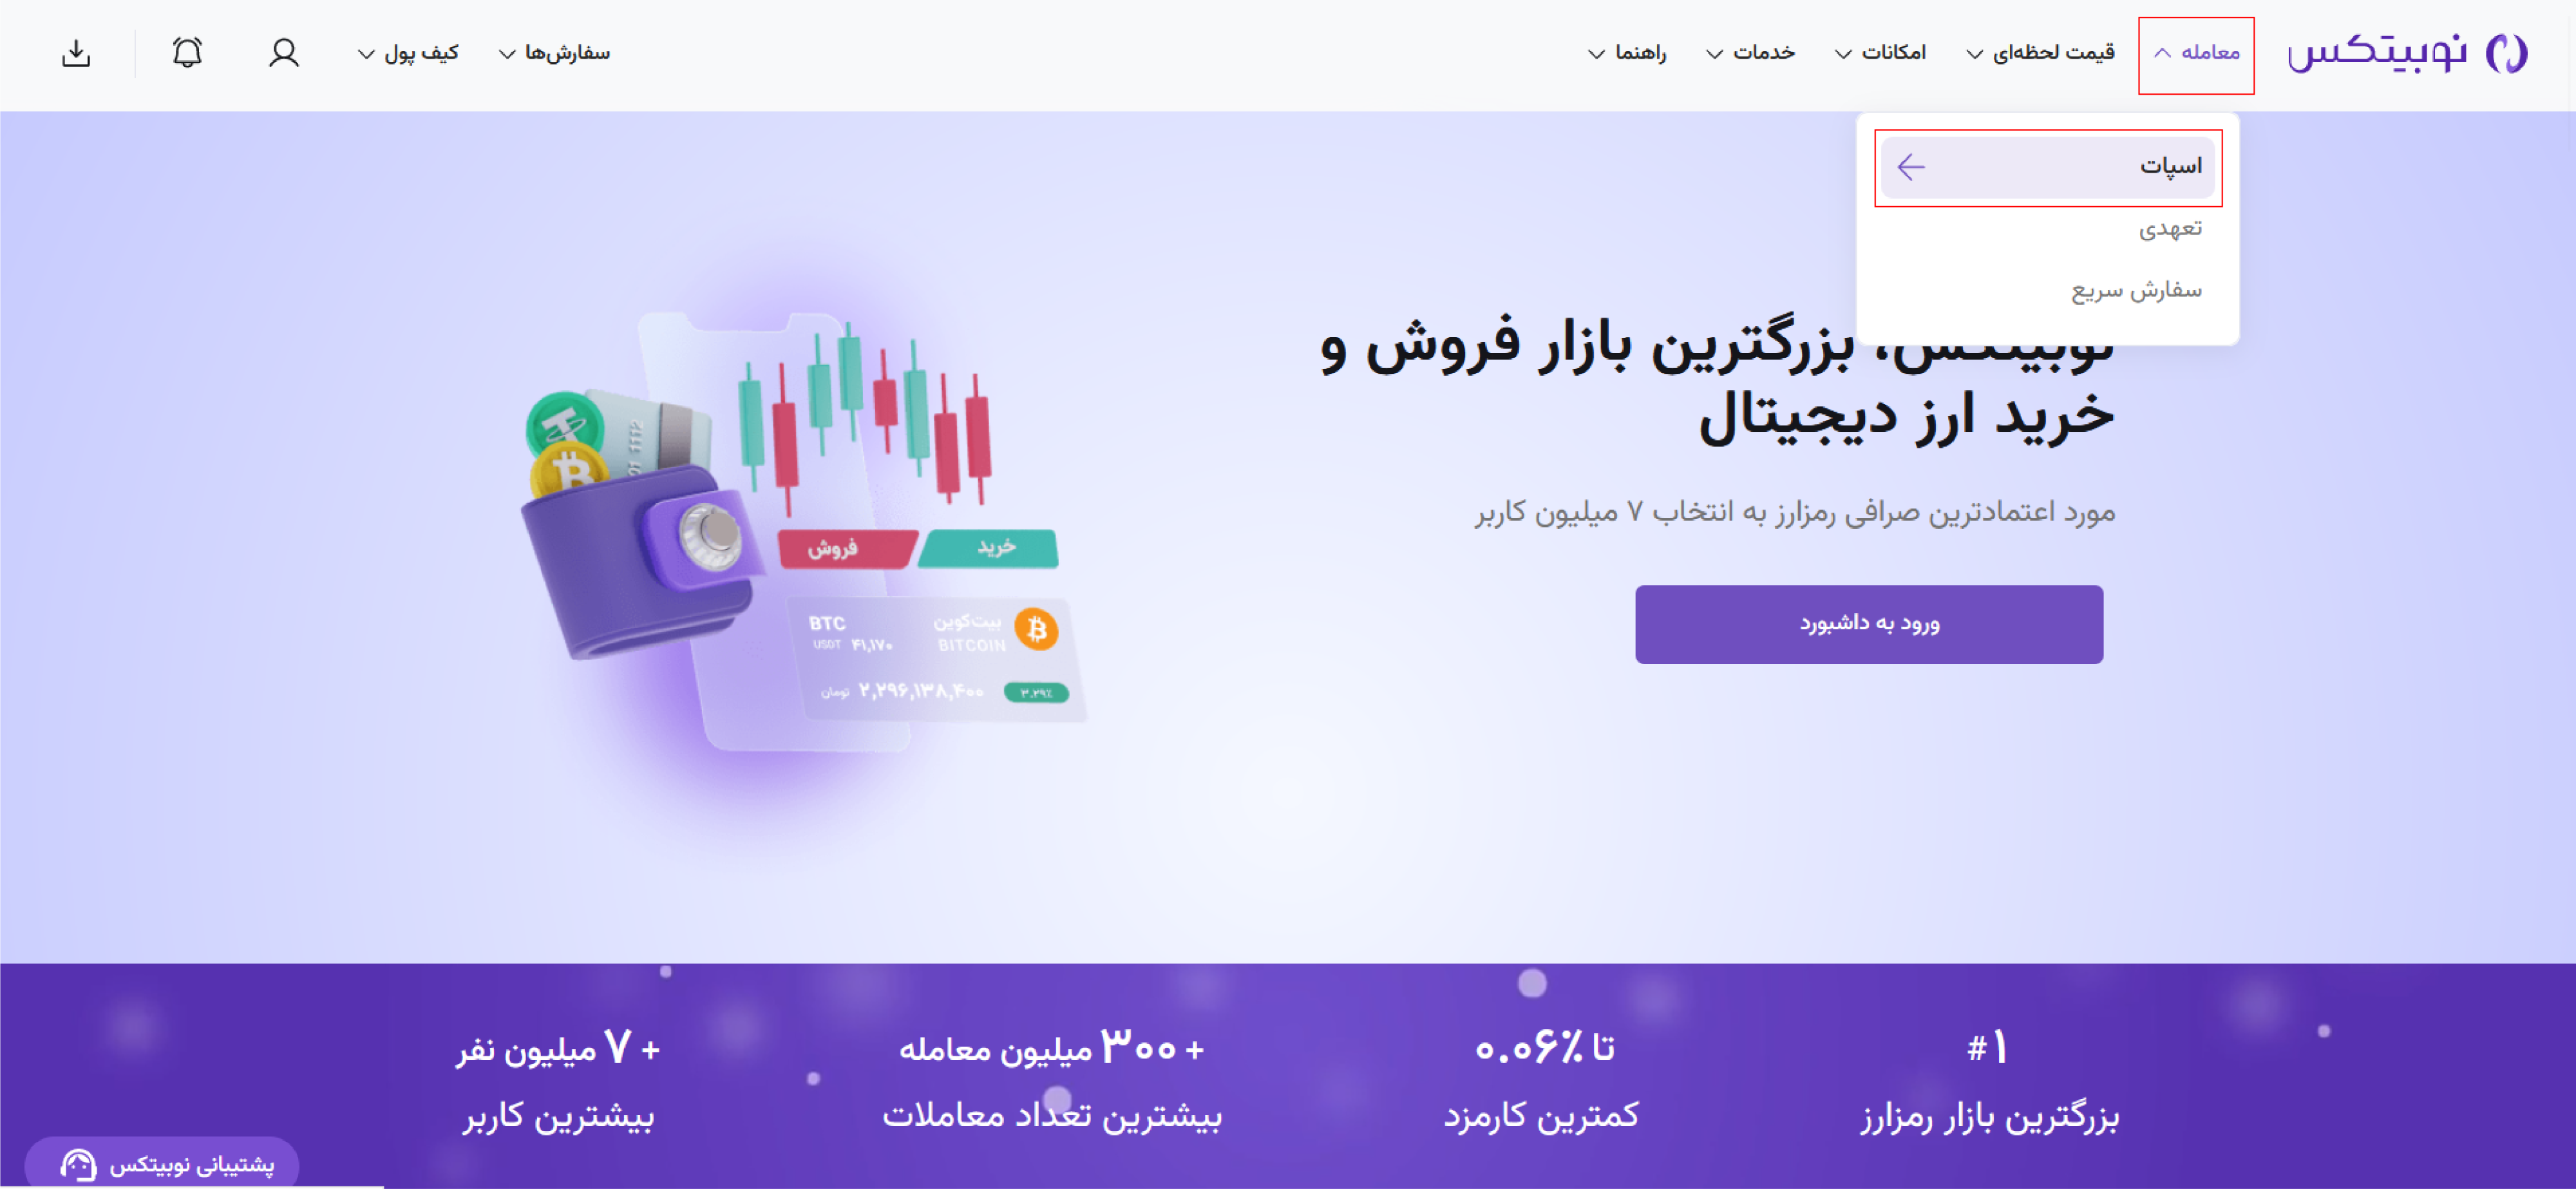 نوبیتکس
معامله
قیمت لحظه‌ای
امکانات
خدمات
راهنما
سفارش‌ها
کیف پول
اسپات
تعهدی
سفارش سریع
نوبیتکس، بزرگترین بازار فروش و
خرید ارز دیجیتال
مورد اعتمادترین صرافی رمزارز به انتخاب ۷ میلیون کاربر
ورود به داشبورد
خرید
فروش
بیت‌کوین BTC
BITCOIN ۴۱,۱۷۰ USDT
۳.۲۹٪ ۲,۲۹۶,۱۳۸,۴۰۰ تومان
#۱
بزرگترین بازار رمزارز
تا ۰.۰۶٪
کمترین کارمزد
+ ۳۰۰ میلیون معامله
بیشترین تعداد معاملات
+ ۷ میلیون نفر
بیشترین کاربر
پشتیبانی نوبیتکس